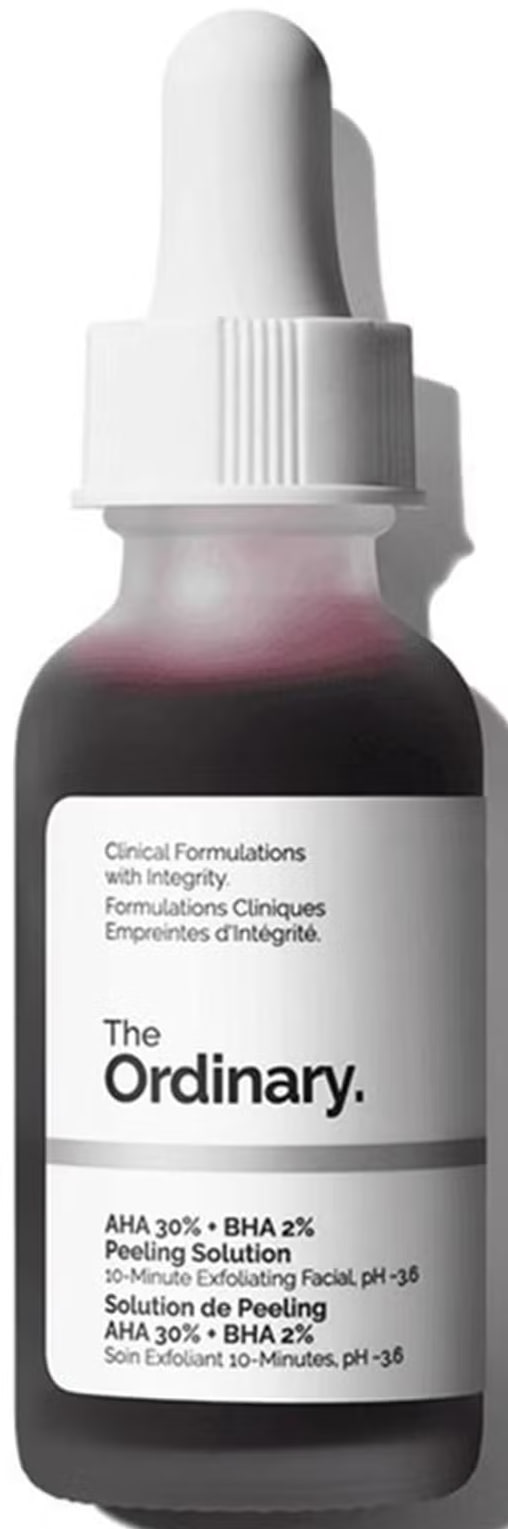 Clinical Formulations
with Integrity.
Formulations Cliniques
Empreintes d'Intégrité.
The
Ordinary.
AHA 30% + BHA 2%
Peeling Solution
10-Minute Exfoliating Facial, pH ~3.6
Solution de Peeling
AHA 30% + BHA 2%
Soin Exfoliant 10-Minutes, pH ~3.6